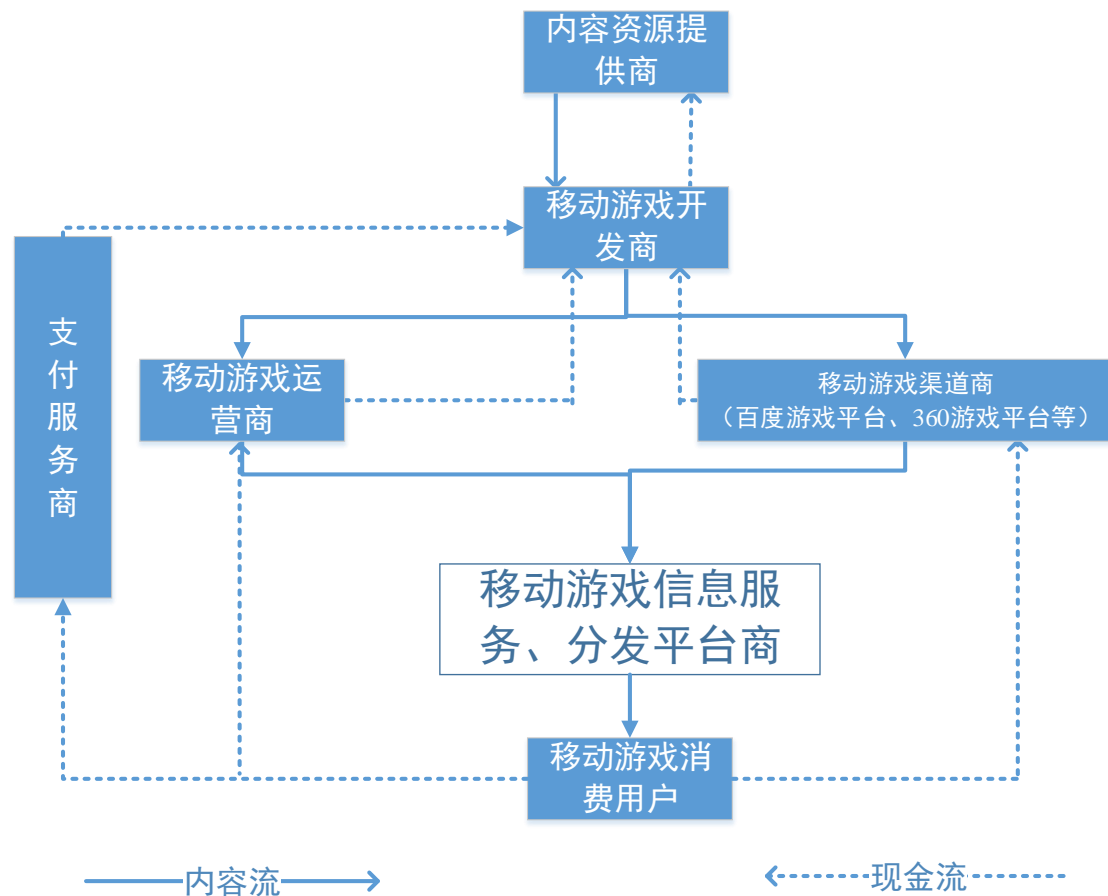 内容资源提
供商
移动游戏开
发商
支
付
服
务
商
移动游戏运
营商
移动游戏渠道商
（百度游戏平台、360游戏平台等）
移动游戏信息服
务、分发平台商
移动游戏消
费用户
内容流
现金流